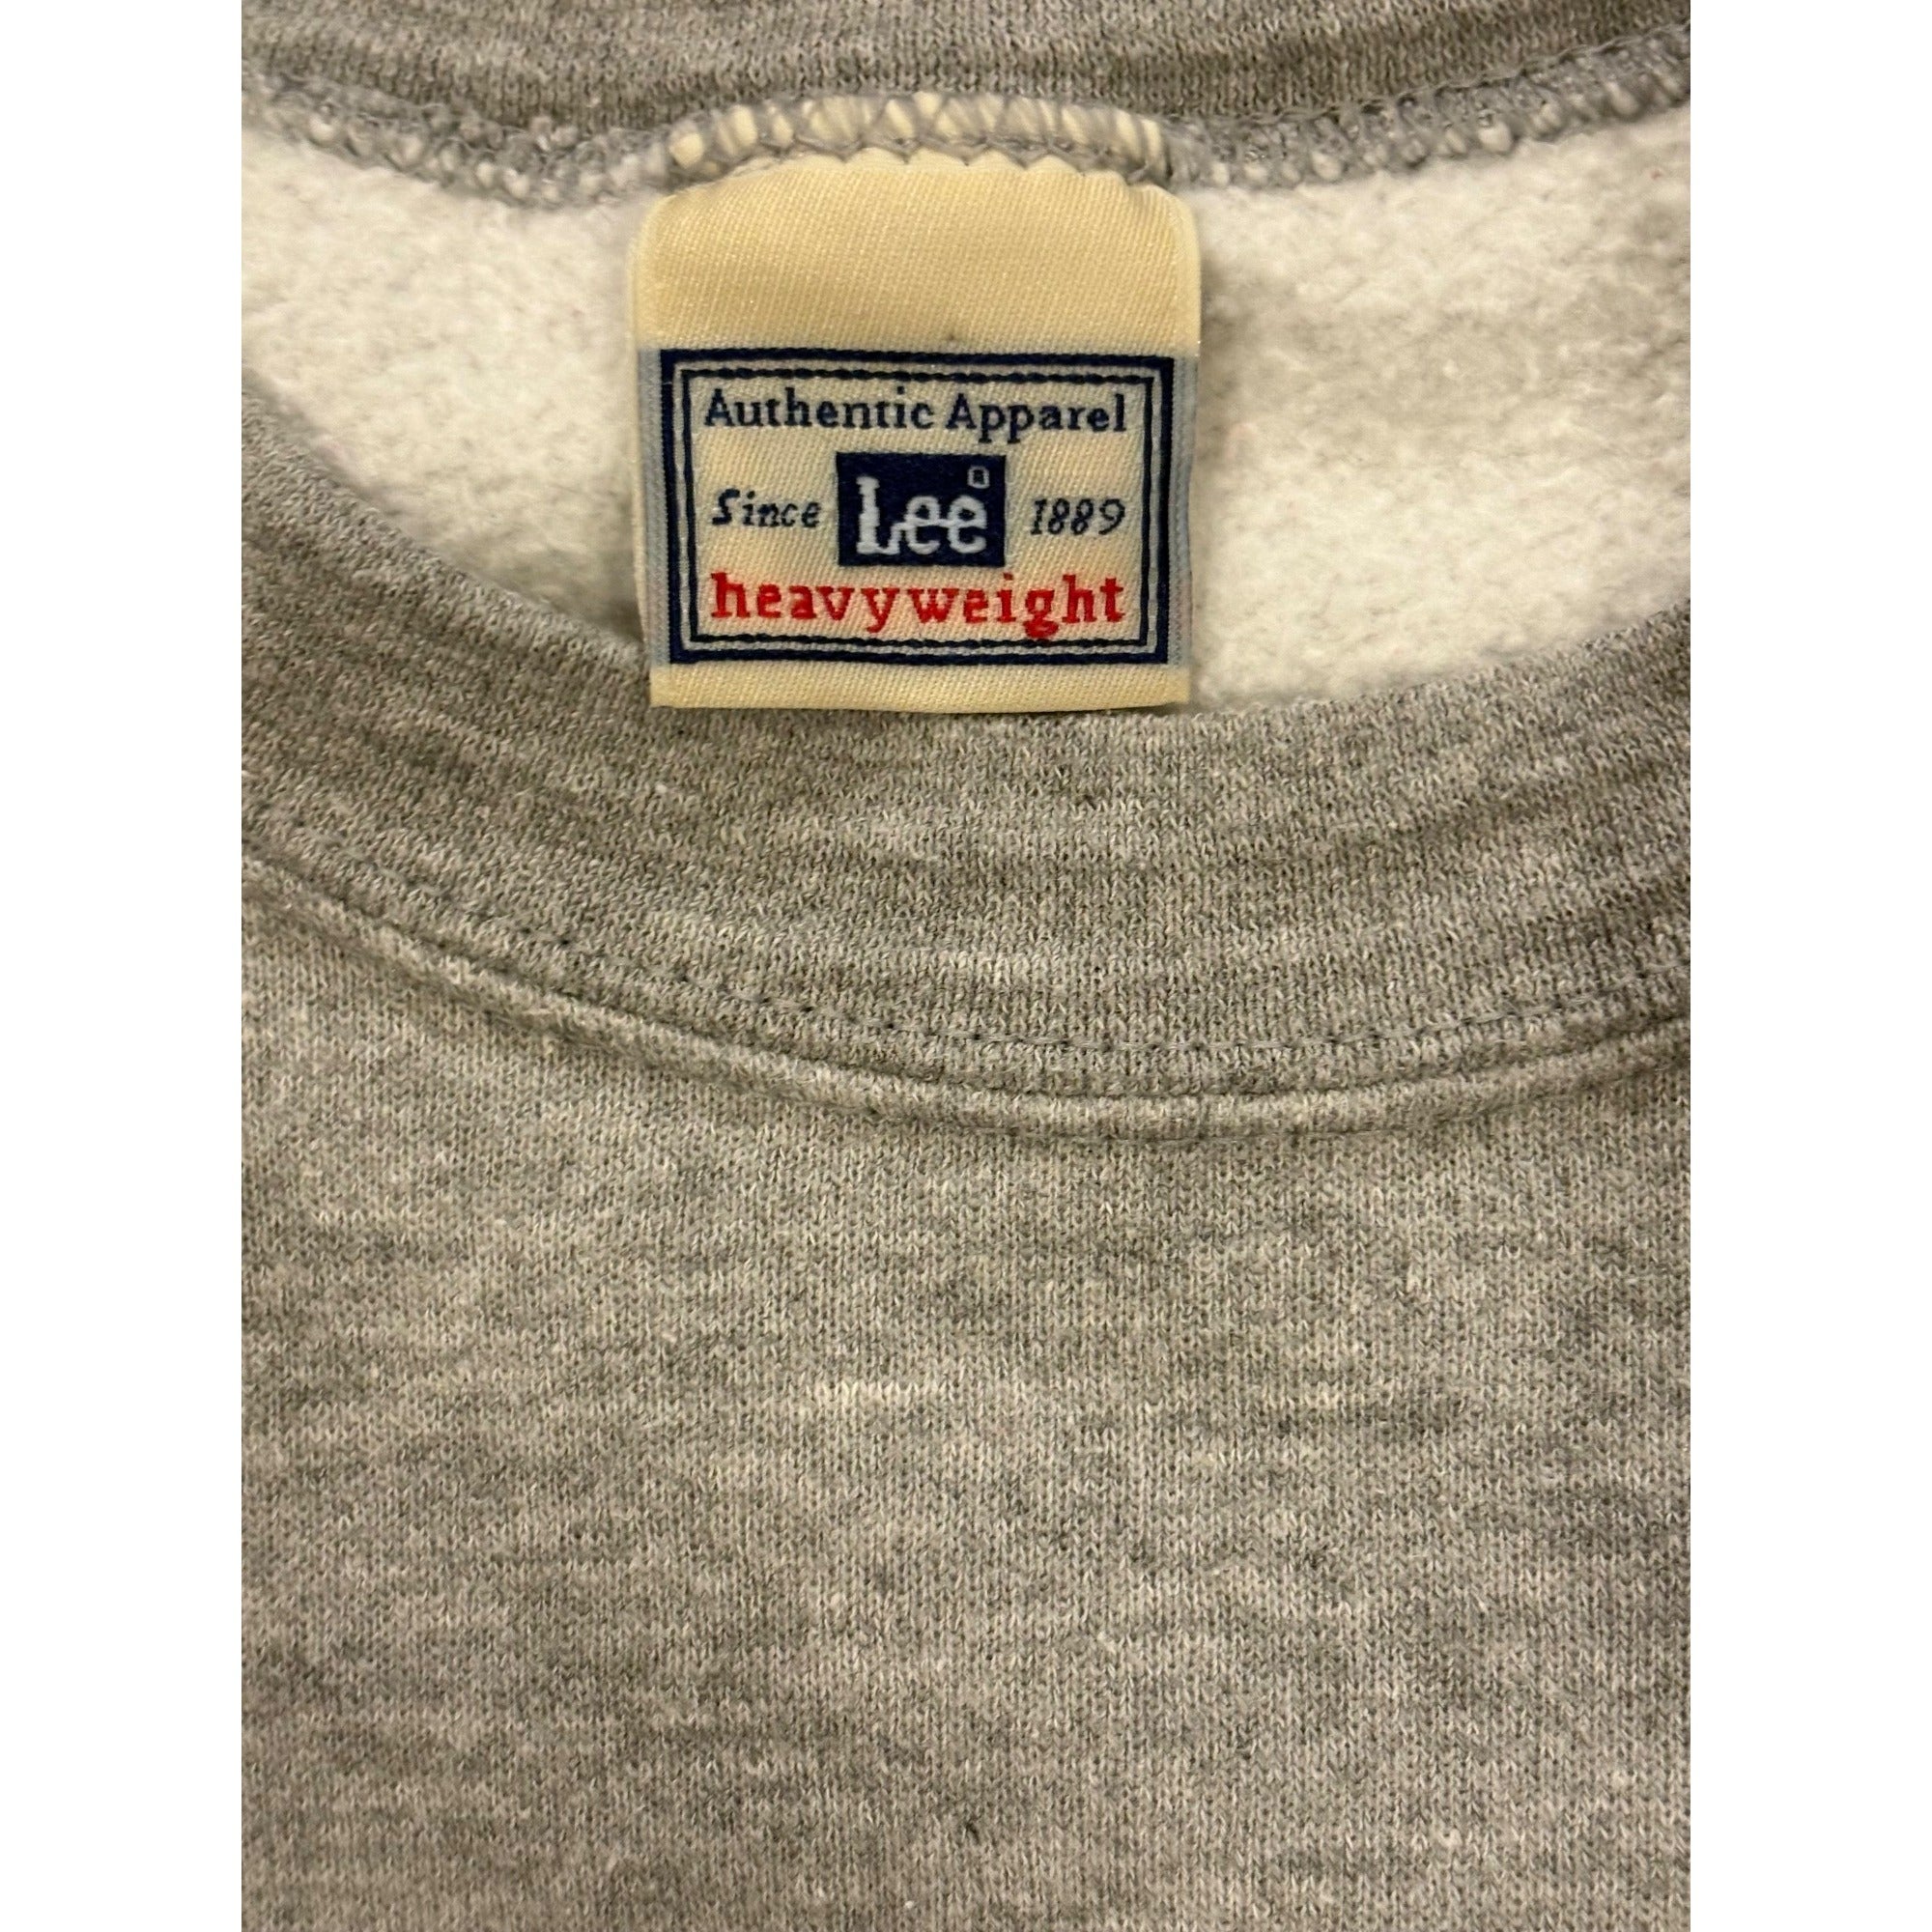 Authentic Apparel
Since Lee 1889
heavyweight